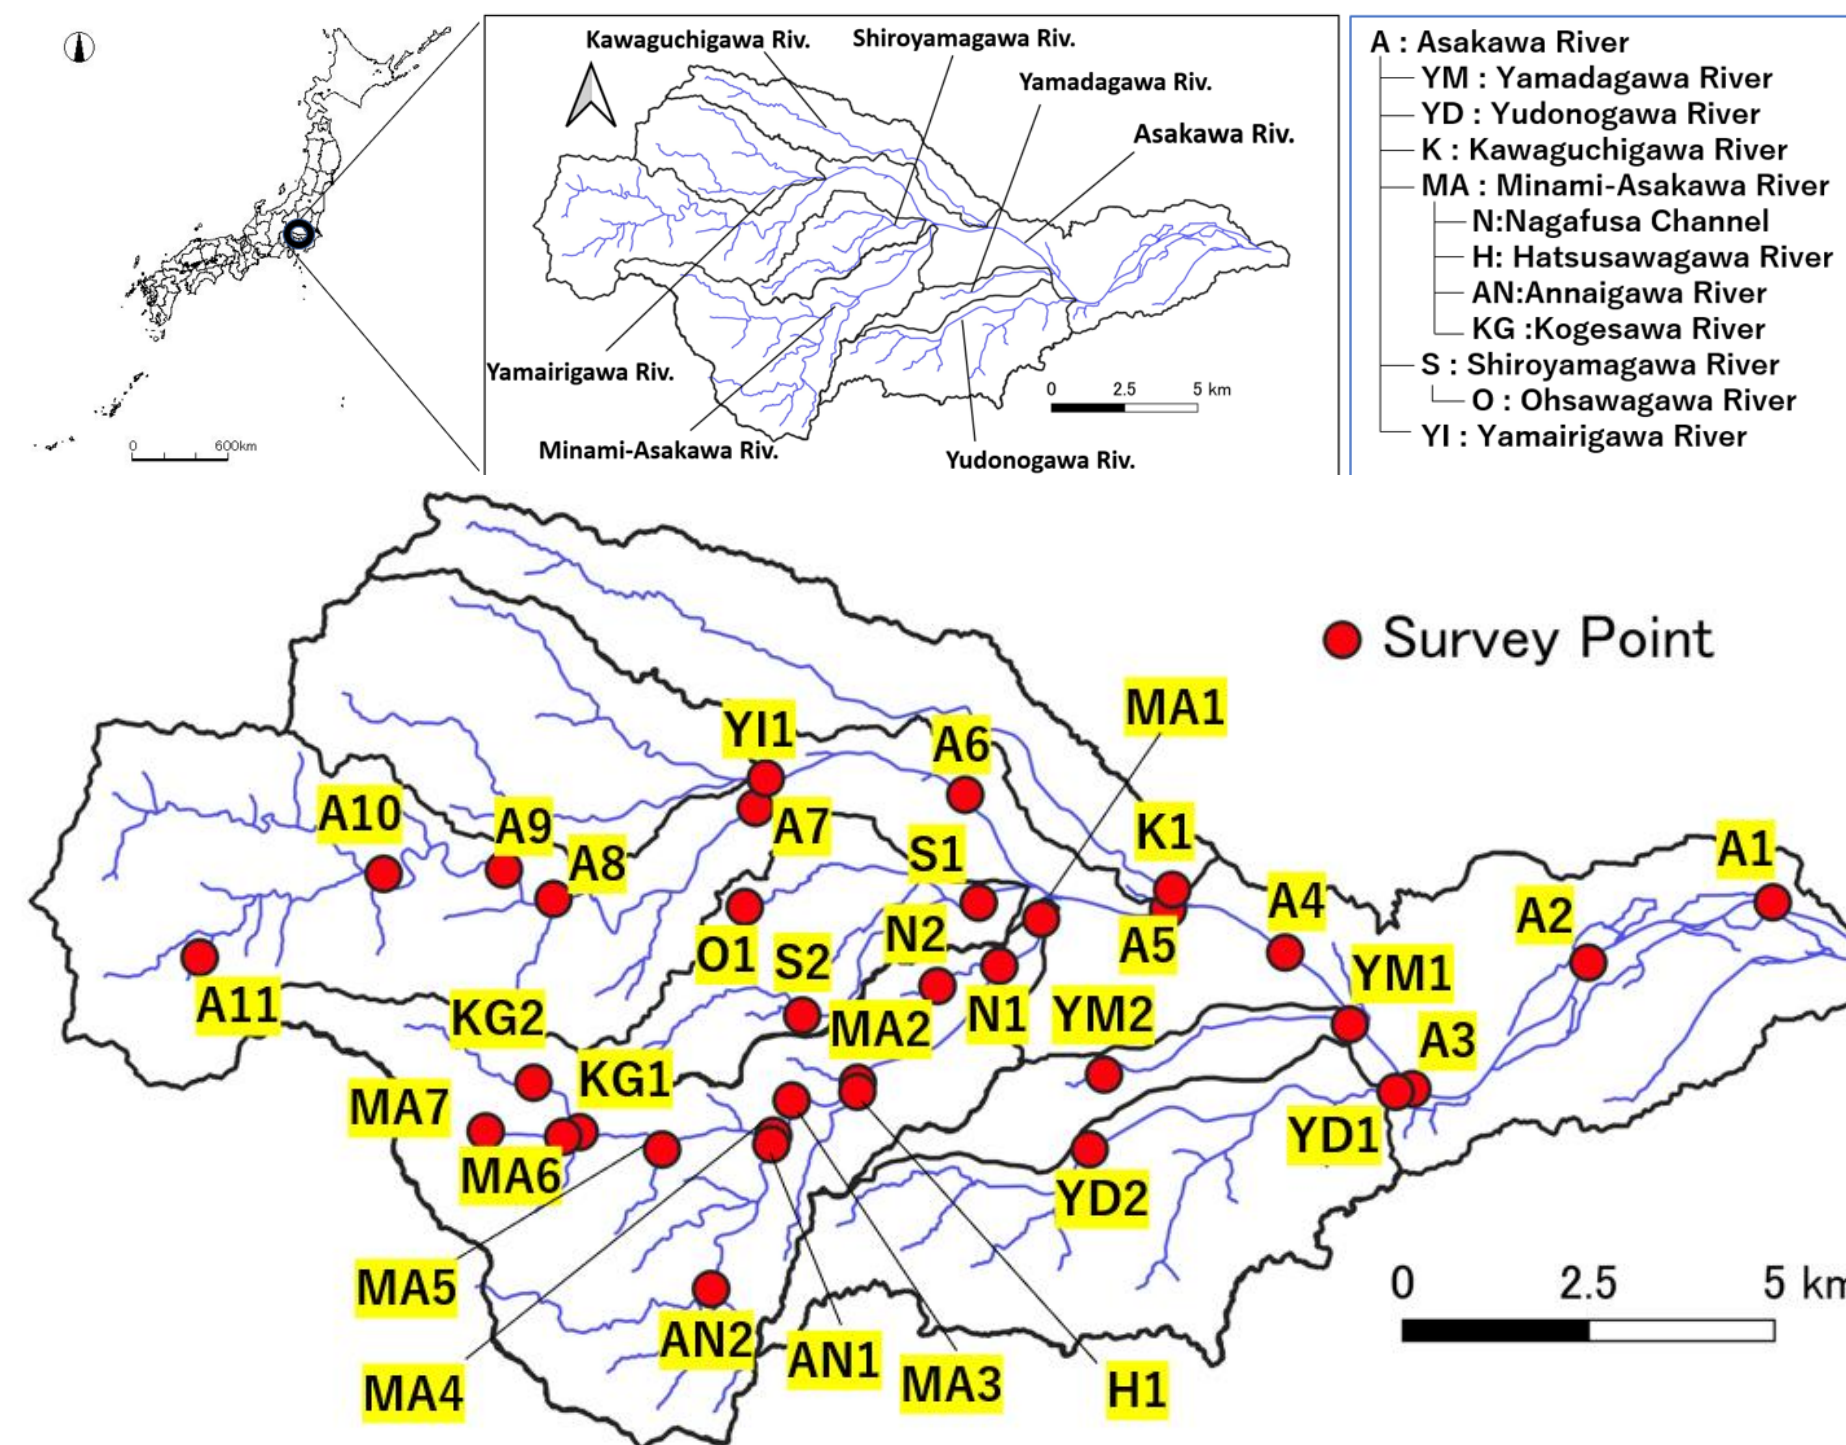 Kawaguchigawa Riv.
Shiroyamagawa Riv.
Yamadagawa Riv.
Asakawa Riv.
Yamairigawa Riv.
Minami-Asakawa Riv.
Yudonogawa Riv.
0 2.5 5 km
0 600km
A : Asakawa River
YM : Yamadagawa River
YD : Yudonogawa River
K : Kawaguchigawa River
MA : Minami-Asakawa River
N:Nagafusa Channel
H: Hatsusawagawa River
AN:Annaigawa River
KG :Kogesawa River
S : Shiroyamagawa River
O : Ohsawagawa River
YI : Yamairigawa River
Survey Point
MA1
YI1
A6
A10
A9
A7
K1
A8
S1
A1
A4
A2
N2
O1
S2
A5
YM1
A11
KG2
MA2
N1
YM2
A3
KG1
MA7
YD1
MA6
YD2
MA5
AN2
AN1
MA4
MA3
H1
0 2.5 5 km